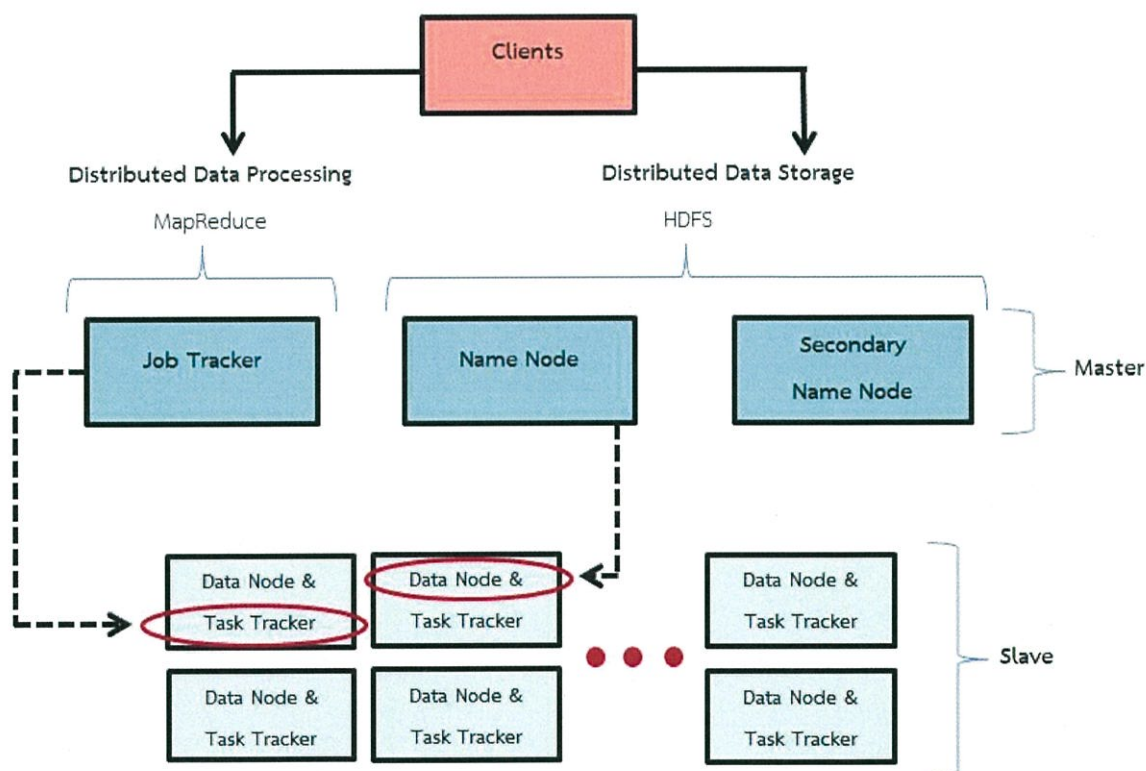 Clients
Distributed Data Processing
Distributed Data Storage
MapReduce
HDFS
Job Tracker
Name Node
Secondary
Name Node
Master
Data Node &
Task Tracker
Data Node &
Task Tracker
Data Node &
Task Tracker
Slave
Data Node &
Task Tracker
Data Node &
Task Tracker
Data Node &
Task Tracker